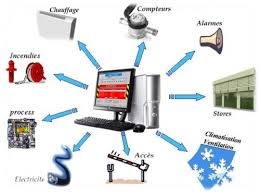 Chauffage
Compteurs
Alarmes
Incendies
Stores
process
Climatisation
Ventilation
Electricité
Accès